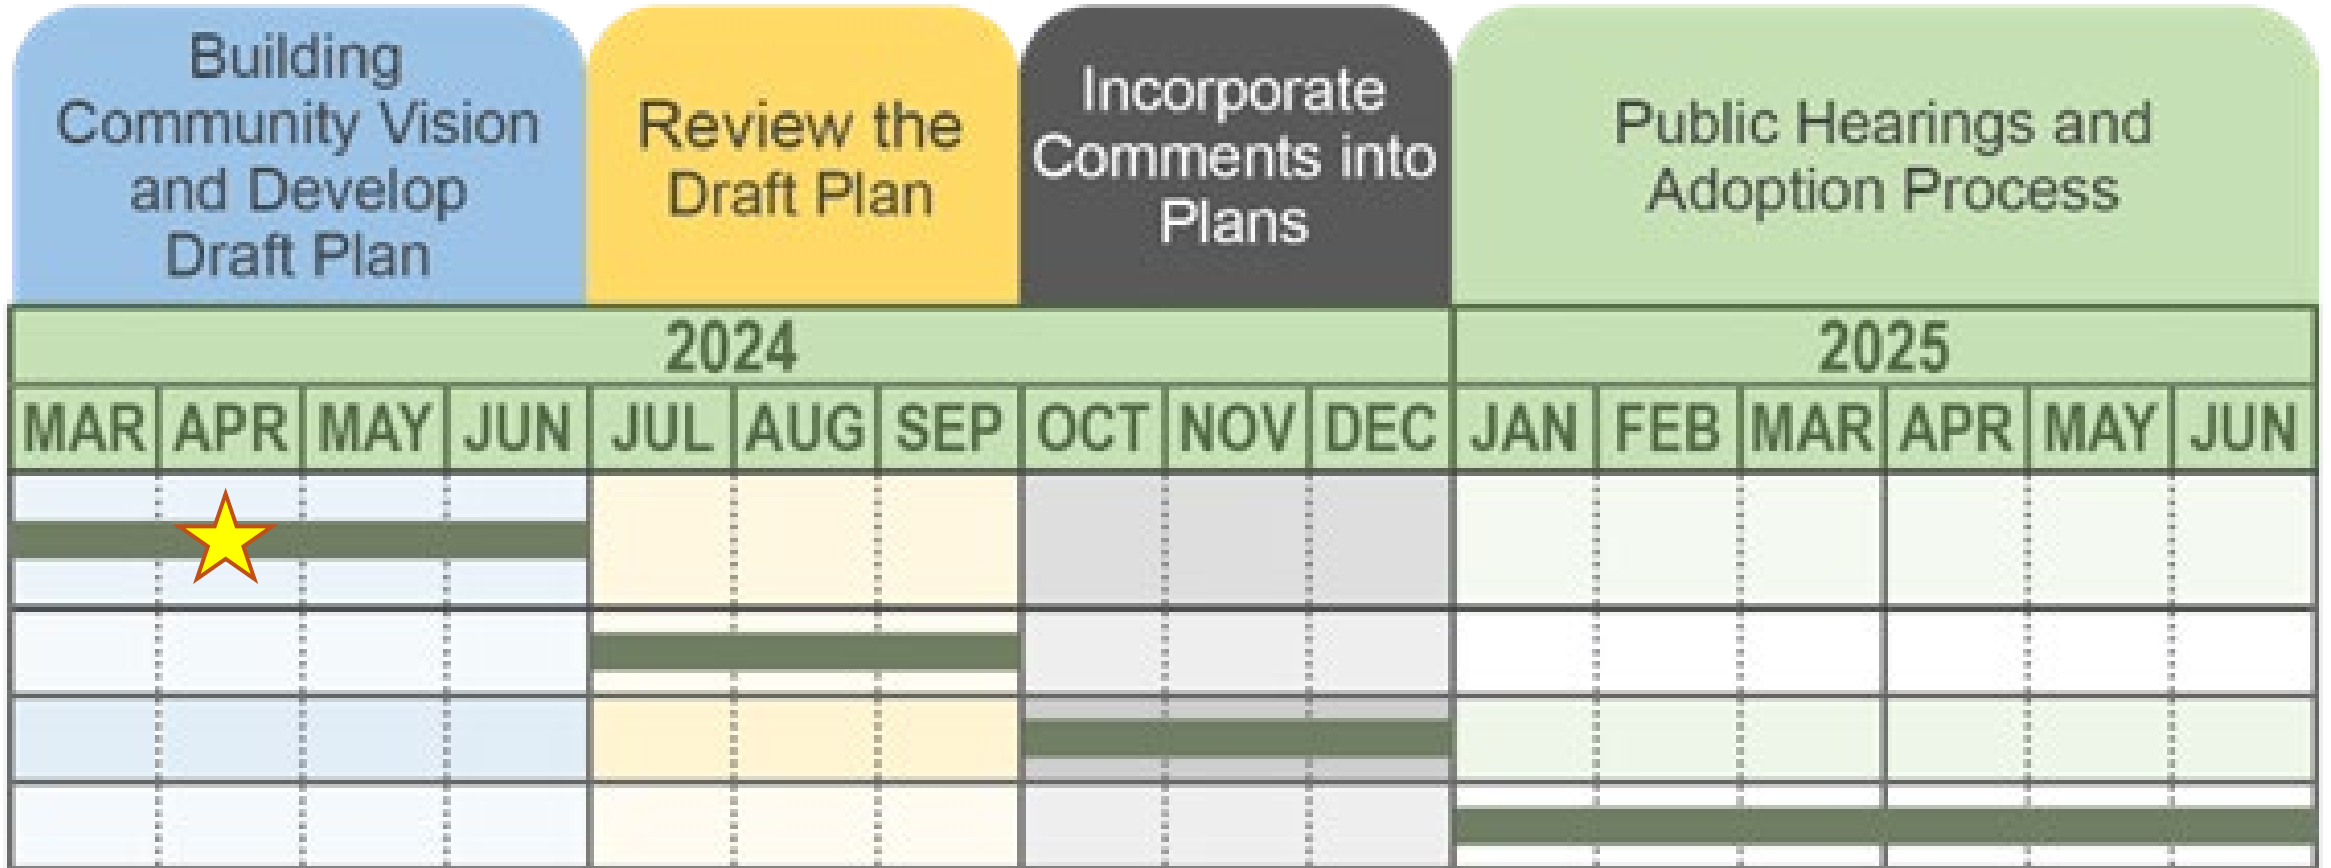 Building
Community Vision
and Develop
Draft Plan
Review the
Draft Plan
Incorporate
Comments into
Plans
Public Hearings and
Adoption Process
2024
2025
MAR APR MAY JUN JUL AUG SEP OCT NOV DEC JAN FEB MAR APR MAY JUN